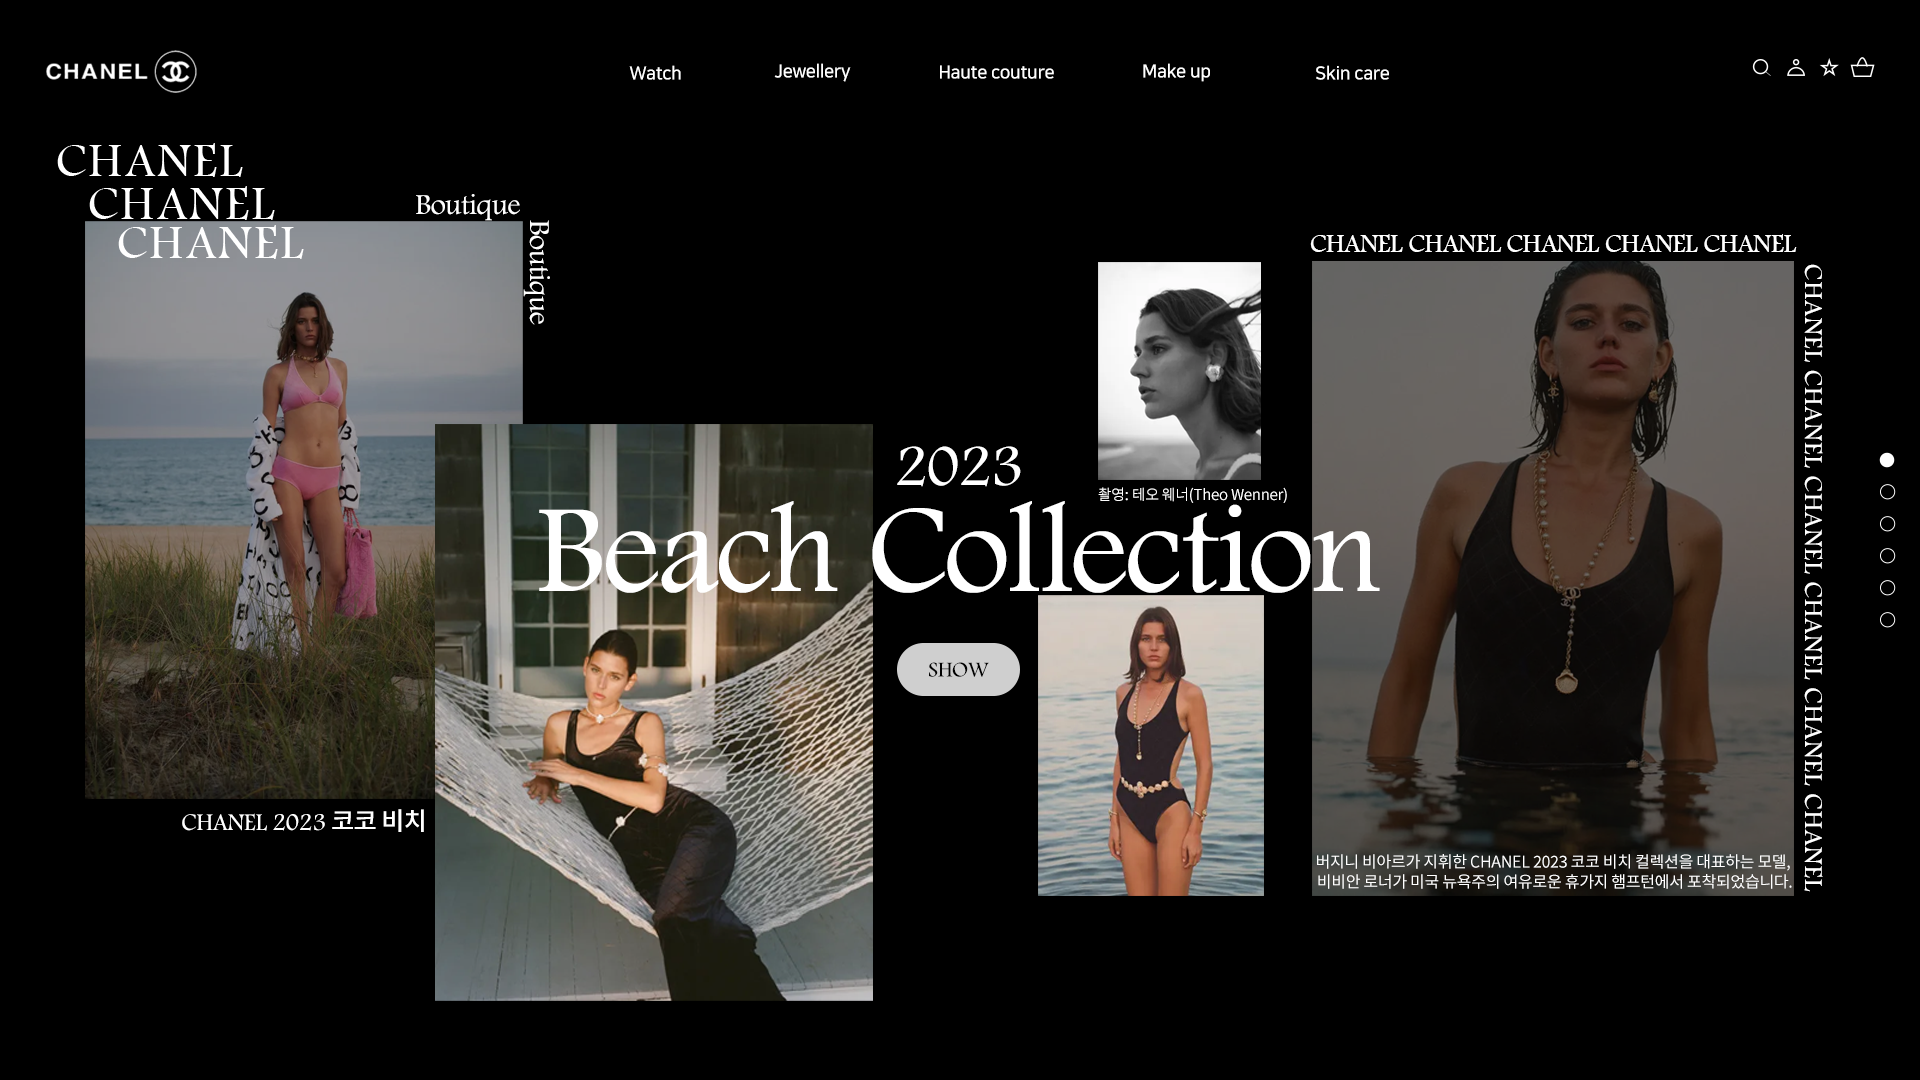 CHANEL
Watch
Jewellery
Haute couture
Make up
Skin care
CHANEL
CHANEL
CHANEL
Boutique
Boutique
CHANEL 2023 코코 비치
2023
Beach Collection
SHOW
촬영: 테오 웨너(Theo Wenner)
CHANEL CHANEL CHANEL CHANEL CHANEL
CHANEL CHANEL CHANEL CHANEL CHANEL CHANEL
버지니 비아르가 지휘한 CHANEL 2023 코코 비치 컬렉션을 대표하는 모델,
비비안 로너가 미국 뉴욕주의 여유로운 휴가지 햄프턴에서 포착되었습니다.